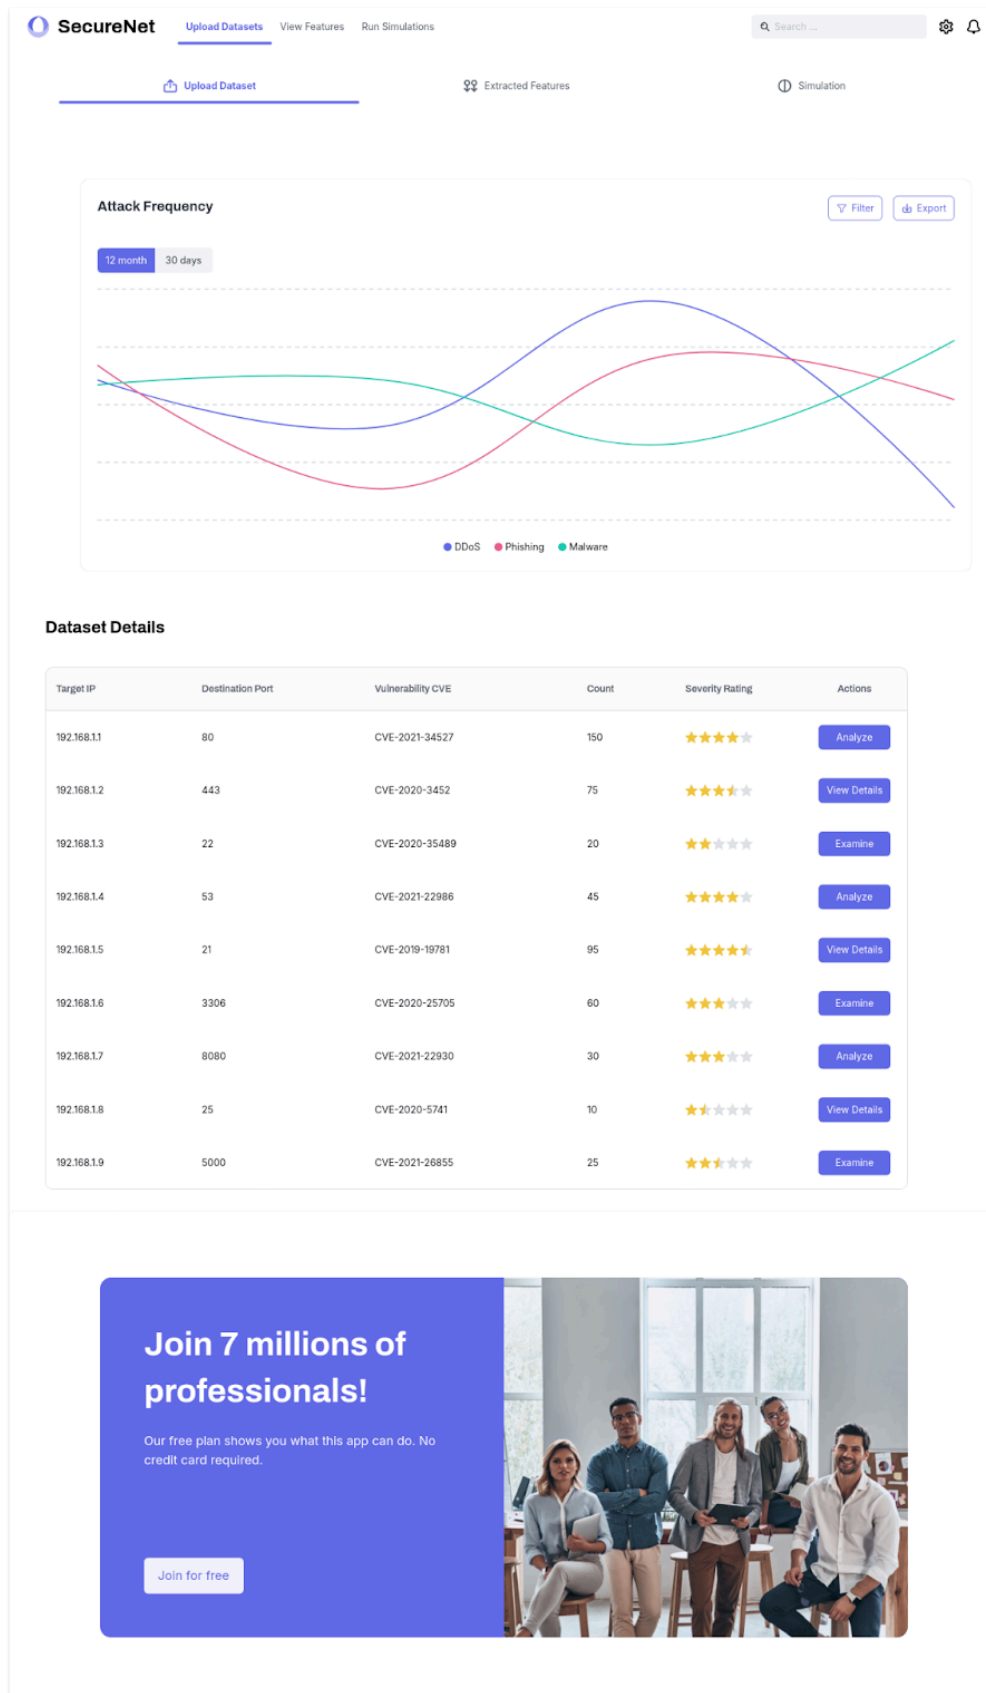 SecureNet Upload Datasets View Features Run Simulations Search ...
Upload Dataset Extracted Features Simulation
Attack Frequency Filter Export
12 month 30 days
DDoS Phishing Malware
Dataset Details
Target IP Destination Port Vulnerability CVE Count Severity Rating Actions
192.168.1.1 80 CVE-2021-34527 150 Analyze
192.168.1.2 443 CVE-2020-3452 75 View Details
192.168.1.3 22 CVE-2020-35489 20 Examine
192.168.1.4 53 CVE-2021-22986 45 Analyze
192.168.1.5 21 CVE-2019-19781 95 View Details
192.168.1.6 3306 CVE-2020-25705 60 Examine
192.168.1.7 8080 CVE-2021-22930 30 Analyze
192.168.1.8 25 CVE-2020-5741 10 View Details
192.168.1.9 5000 CVE-2021-26855 25 Examine
Join 7 millions of
professionals!
Our free plan shows you what this app can do. No
credit card required.
Join for free